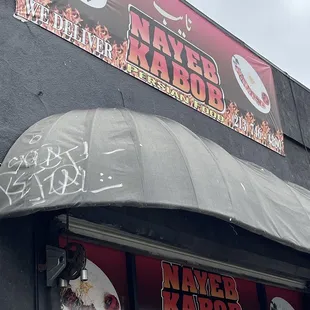 نایب
WE DELIVER
NAYEB
KABOB
PERSIAN FOOD
NAYEB
KABOB